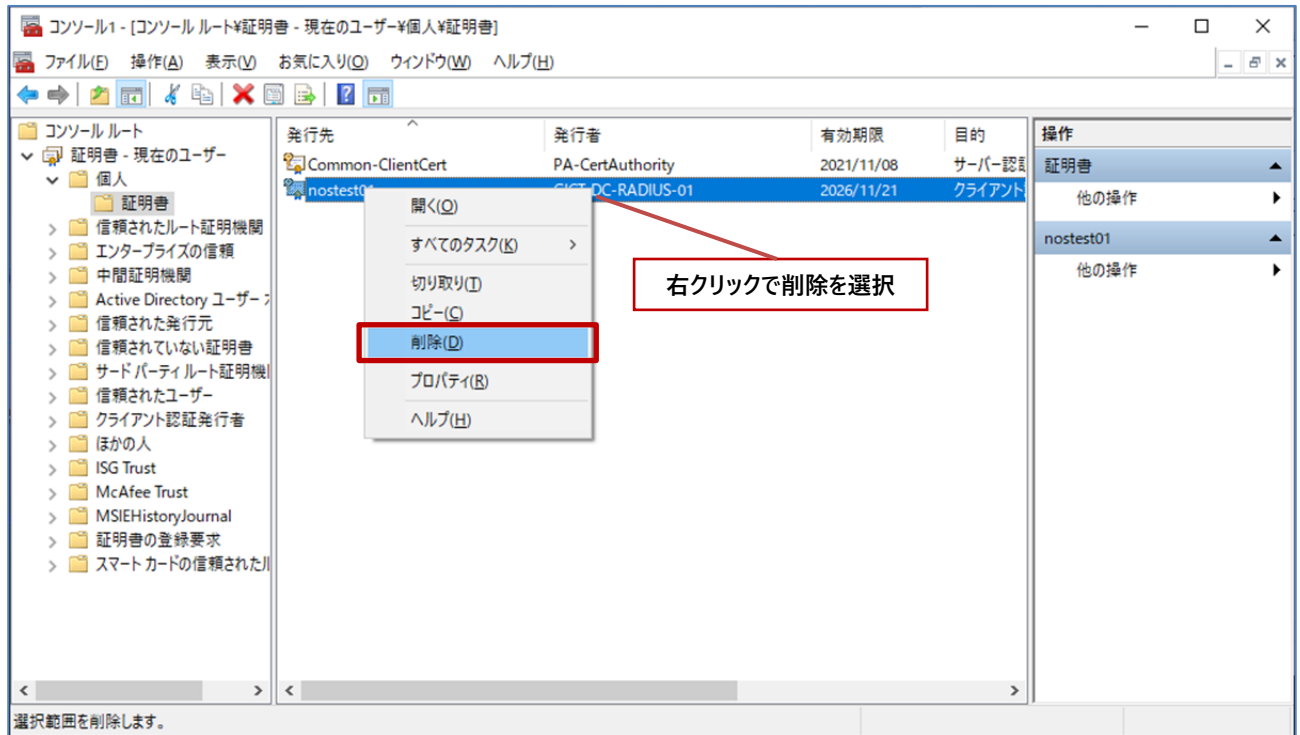 コンソール1 - [コンソール ルート¥証明書 - 現在のユーザー¥個人¥証明書]
ファイル(F) 操作(A) 表示(V) お気に入り(O) ウィンドウ(W) ヘルプ(H)
コンソール ルート
証明書 - 現在のユーザー
個人
証明書
信頼されたルート証明機関
エンタープライズの信頼
中間証明機関
Active Directory ユーザー
信頼された発行元
信頼されていない証明書
サード パーティ ルート証明機
信頼されたユーザー
クライアント認証発行者
ほかの人
ISG Trust
McAfee Trust
MSIEHistoryJournal
証明書の登録要求
スマート カードの信頼された
発行先 発行者 有効期限 目的
Common-ClientCert PA-CertAuthority 2021/11/08 サーバー認
nostest01 DC-RADIUS-01 2026/11/21 クライアント
開く(O)
すべてのタスク(K)
切り取り(T)
コピー(C)
削除(D)
プロパティ(R)
ヘルプ(H)
右クリックで削除を選択
操作
証明書
他の操作
nostest01
他の操作
選択範囲を削除します。